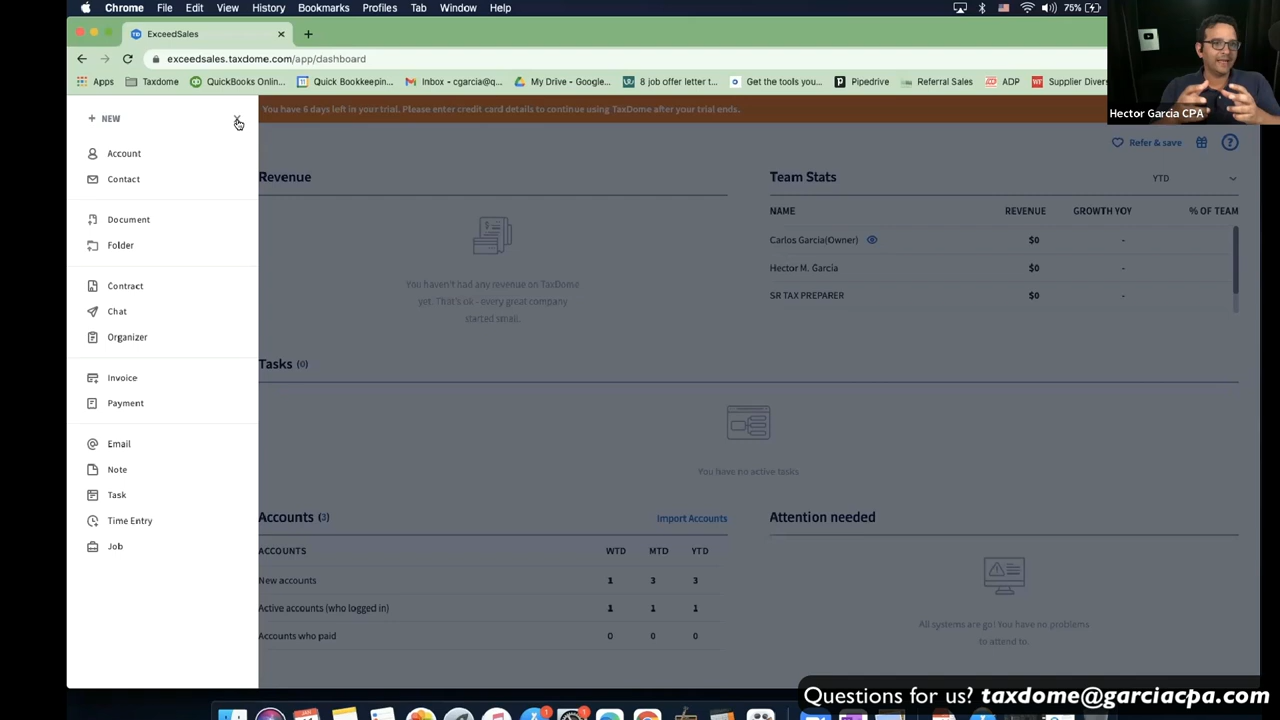 Chrome File Edit View History Bookmarks Profiles Tab Window Help 75%
ExceedSales
exceedsales.taxdome.com/app/dashboard
Apps Taxdome QuickBooks Onlin... Quick Bookkeepin... Inbox - cgarcia@q... My Drive - Google... 8 job offer letter t... Get the tools you... Pipedrive Referral Sales ADP Supplier Divers
You have 6 days left in your trial. Please enter credit card details to continue using TaxDome after your trial ends.
Hector Garcia CPA
+ NEW
Account
Contact
Document
Folder
Contract
Chat
Organizer
Invoice
Payment
Email
Note
Task
Time Entry
Job
Refer & save
Revenue
You haven't had any revenue on TaxDome
yet. That's ok - every great company
started small.
Team Stats YTD
NAME REVENUE GROWTH YOY % OF TEAM
Carlos Garcia(Owner) $0 -
Hector M. Garcia $0 -
SR TAX PREPARER $0 -
Tasks (0)
You have no active tasks
Accounts (3) Import Accounts
ACCOUNTS WTD MTD YTD
New accounts 1 3 3
Active accounts (who logged in) 1 1 1
Accounts who paid 0 0 0
Attention needed
All systems are go! You have no problems
to attend to.
Questions for us? taxdome@garciacpa.com